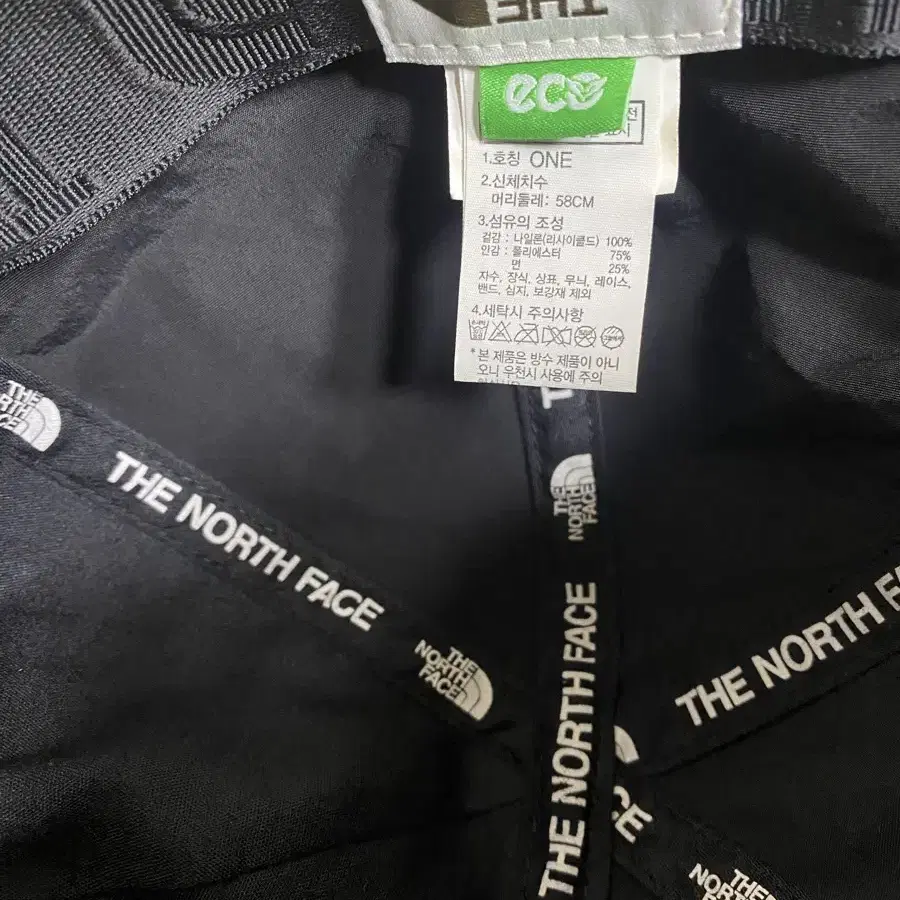 THE
eco
전
표시
1.호칭 ONE
2.신체치수
머리둘레: 58CM
3.섬유의 조성
겉감 : 나일론(리사이클드) 100%
안감 : 폴리에스터 75%
면 25%
자수, 장식, 상표, 무늬, 레이스,
밴드, 심지, 보강재 제외
4.세탁시 주의사항
*본 제품은 방수 제품이 아니
오니 우천시 사용에 주의
THE
NORTH
FACE
THE NORTH FACE
THE
NORTH
FACE
THE
NORTH
FACE
THE NORTH FACE
THE NORTH F
CE
THE
NORTH